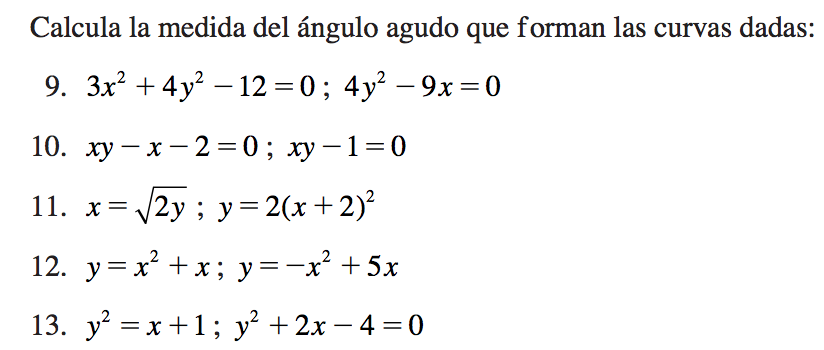 Calcula la medida del ángulo agudo que forman las curvas dadas:
9. 3x² + 4y² − 12 = 0 ; 4y² − 9x = 0
10. xy − x − 2 = 0 ; xy − 1 = 0
11. x = √2y ; y = 2(x + 2)²
12. y = x² + x ; y = −x² + 5x
13. y² = x + 1 ; y² + 2x − 4 = 0